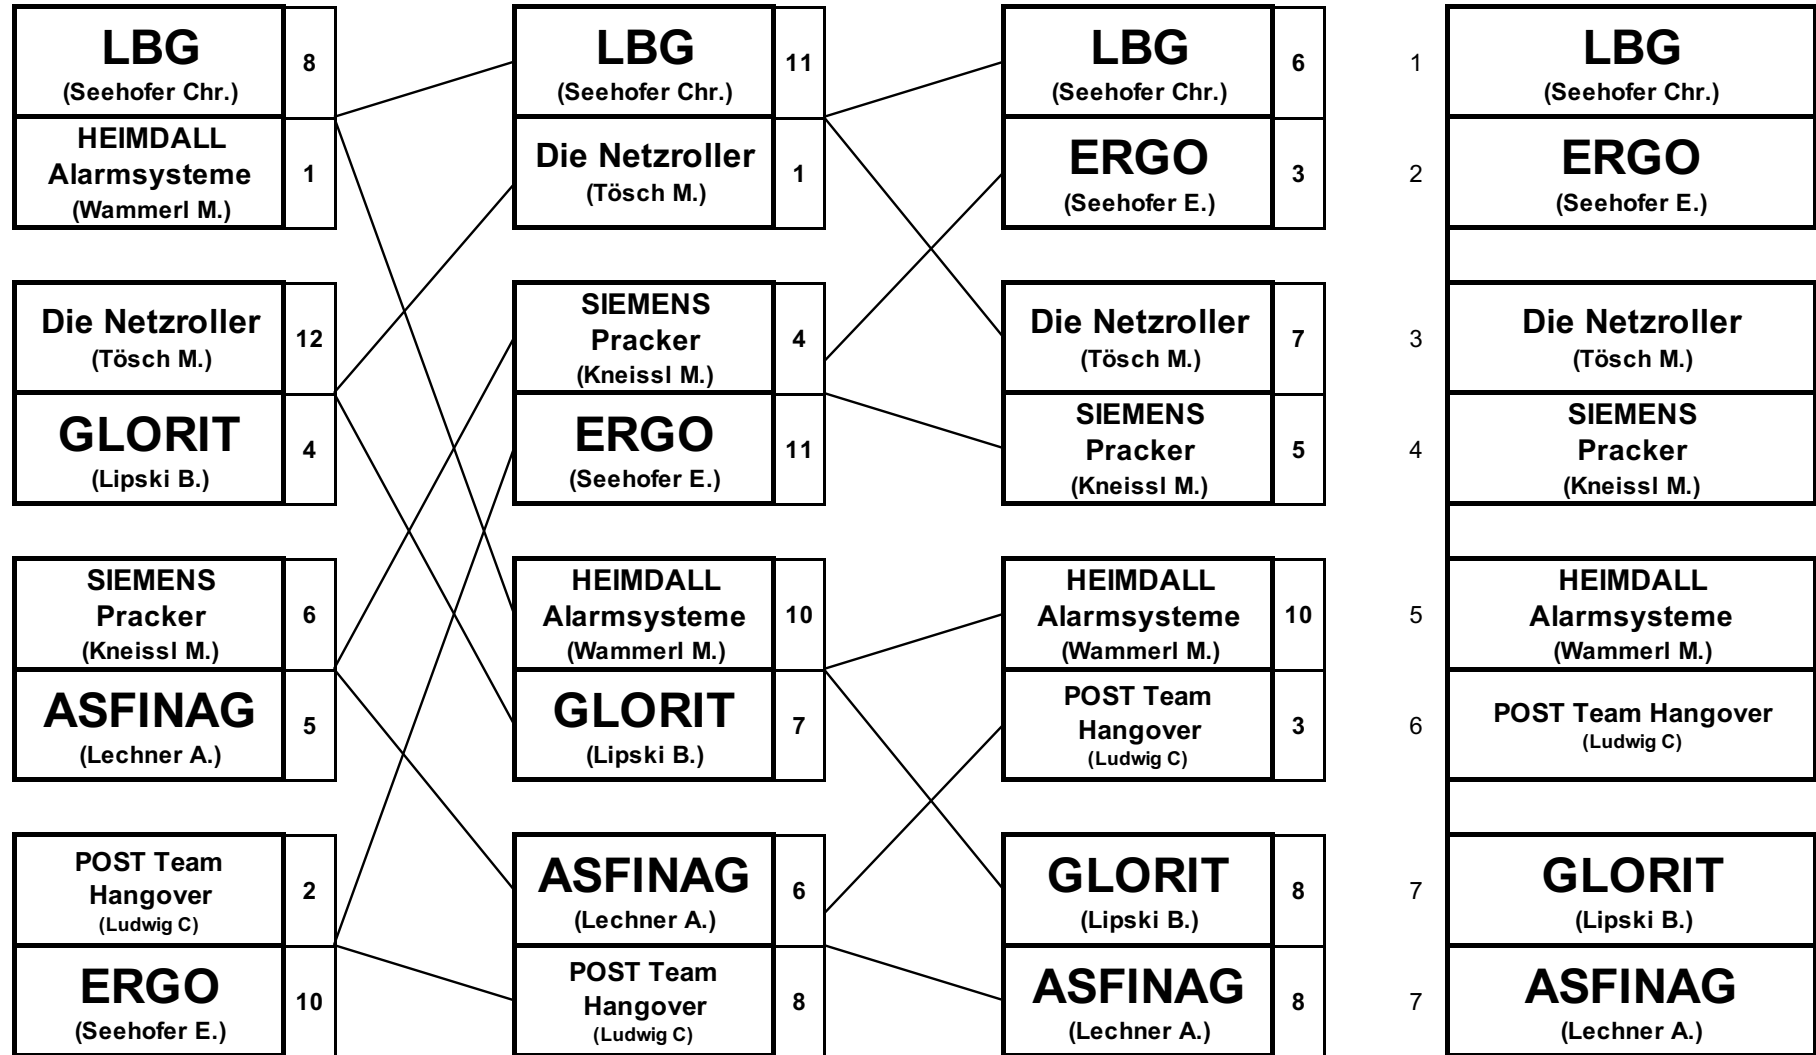 LBG
(Seehofer Chr.)
8
HEIMDALL
Alarmsysteme
(Wammerl M.)
1
Die Netzroller
(Tösch M.)
12
GLORIT
(Lipski B.)
4
SIEMENS
Pracker
(Kneissl M.)
6
ASFINAG
(Lechner A.)
5
POST Team
Hangover
(Ludwig C)
2
ERGO
(Seehofer E.)
10
LBG
(Seehofer Chr.)
11
Die Netzroller
(Tösch M.)
1
SIEMENS
Pracker
(Kneissl M.)
4
ERGO
(Seehofer E.)
11
HEIMDALL
Alarmsysteme
(Wammerl M.)
10
GLORIT
(Lipski B.)
7
ASFINAG
(Lechner A.)
6
POST Team
Hangover
(Ludwig C)
8
LBG
(Seehofer Chr.)
6
ERGO
(Seehofer E.)
3
Die Netzroller
(Tösch M.)
7
SIEMENS
Pracker
(Kneissl M.)
5
HEIMDALL
Alarmsysteme
(Wammerl M.)
10
POST Team
Hangover
(Ludwig C)
3
GLORIT
(Lipski B.)
8
ASFINAG
(Lechner A.)
8
1
LBG
(Seehofer Chr.)
2
ERGO
(Seehofer E.)
3
Die Netzroller
(Tösch M.)
4
SIEMENS
Pracker
(Kneissl M.)
5
HEIMDALL
Alarmsysteme
(Wammerl M.)
6
POST Team Hangover
(Ludwig C)
7
GLORIT
(Lipski B.)
7
ASFINAG
(Lechner A.)